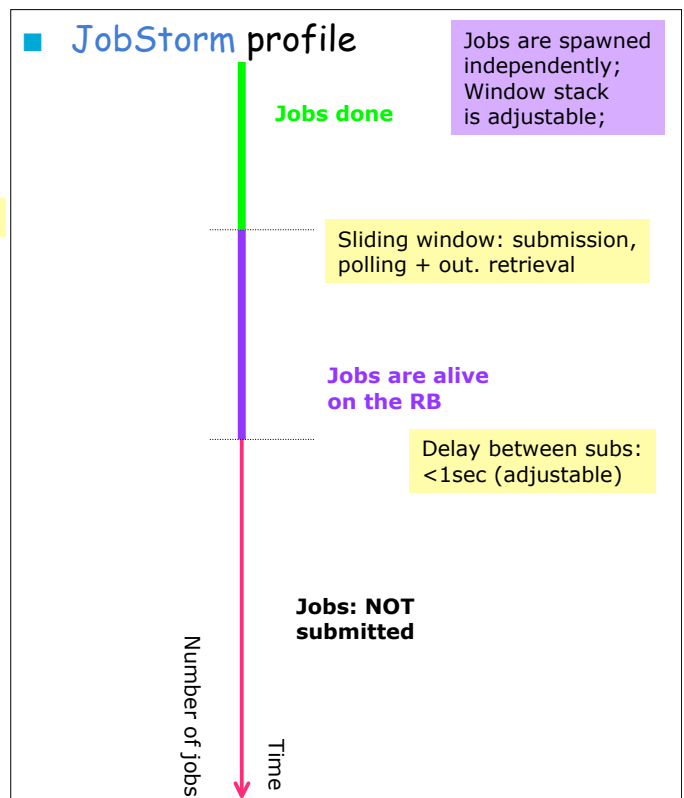 JobStorm profile
Jobs are spawned
independently;
Window stack
is adjustable;
Jobs done
Sliding window: submission,
polling + out. retrieval
Jobs are alive
on the RB
Delay between subs:
<1sec (adjustable)
Jobs: NOT
submitted
Number of jobs
Time